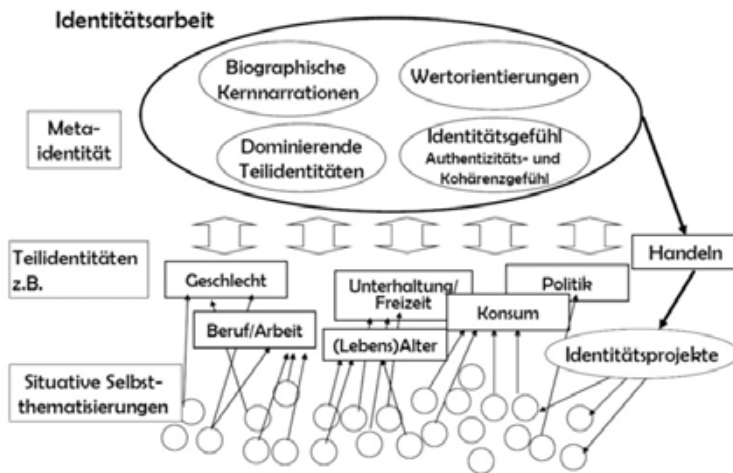 Identitätsarbeit
Biographische
Kernnarrationen
Wertorientierungen
Meta-
identität
Dominierende
Teilidentitäten
Identitätsgefühl
Authentizitäts- und
Kohärenzgefühl
Teilidentitäten
z.B.
Geschlecht
Unterhaltung/
Freizeit
Politik
Handeln
Beruf/Arbeit
(Lebens)Alter
Konsum
Identitätsprojekte
Situative Selbst-
thematisierungen